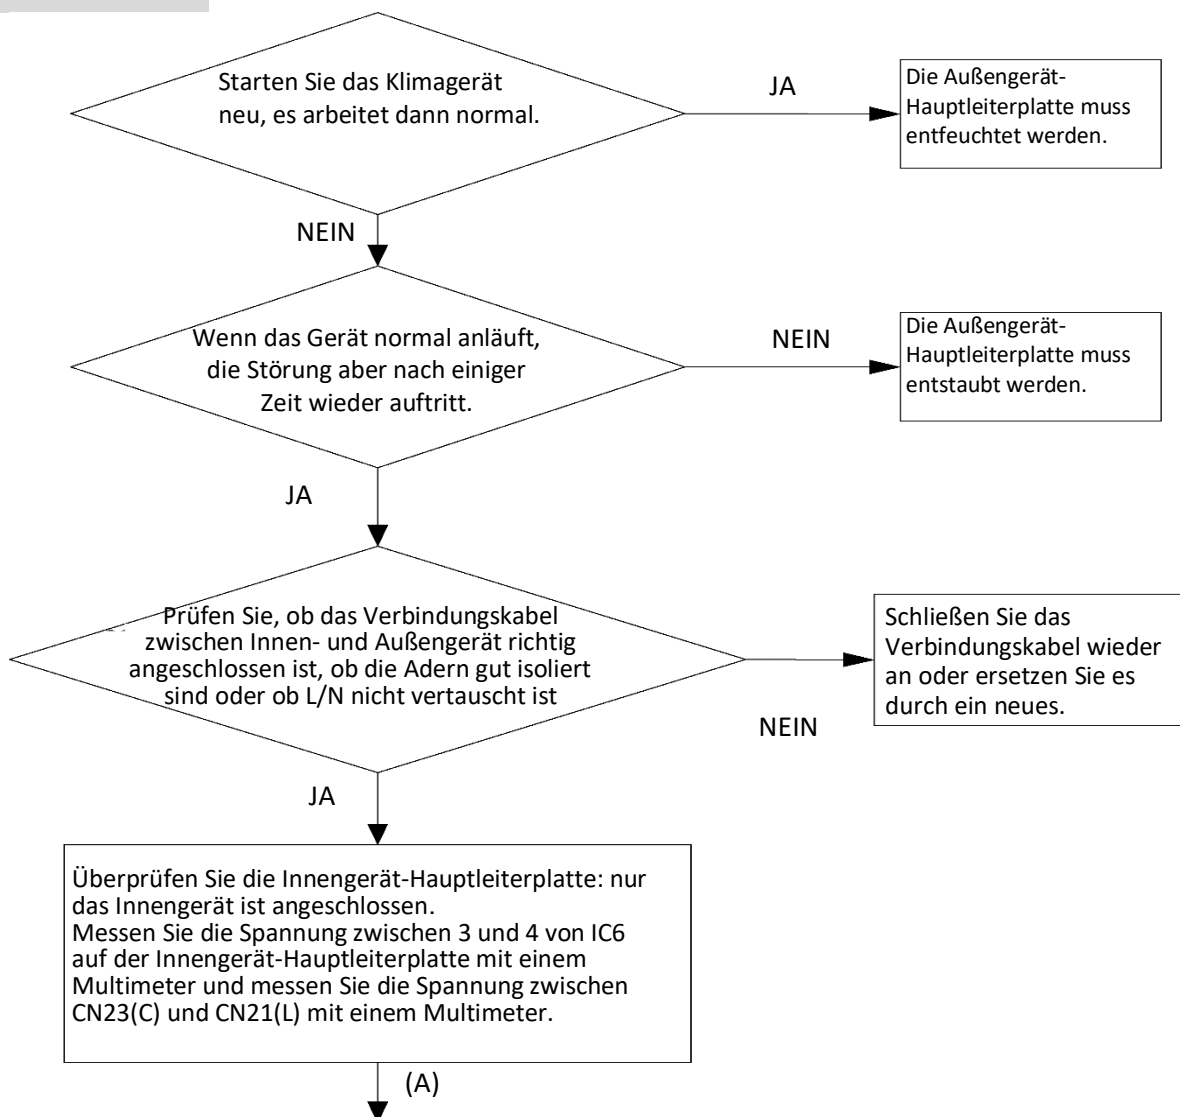 Starten Sie das Klimagerät
neu, es arbeitet dann normal.
JA
Die Außengerät-
Hauptleiterplatte muss
entfeuchtet werden.
NEIN
Wenn das Gerät normal anläuft,
die Störung aber nach einiger
Zeit wieder auftritt.
NEIN
Die Außengerät-
Hauptleiterplatte muss
entstaubt werden.
JA
Prüfen Sie, ob das Verbindungskabel
zwischen Innen- und Außengerät richtig
angeschlossen ist, ob die Adern gut isoliert
sind oder ob L/N nicht vertauscht ist
NEIN
Schließen Sie das
Verbindungskabel wieder
an oder ersetzen Sie es
durch ein neues.
JA
Überprüfen Sie die Innengerät-Hauptleiterplatte: nur
das Innengerät ist angeschlossen.
Messen Sie die Spannung zwischen 3 und 4 von IC6
auf der Innengerät-Hauptleiterplatte mit einem
Multimeter und messen Sie die Spannung zwischen
CN23(C) und CN21(L) mit einem Multimeter.
(A)